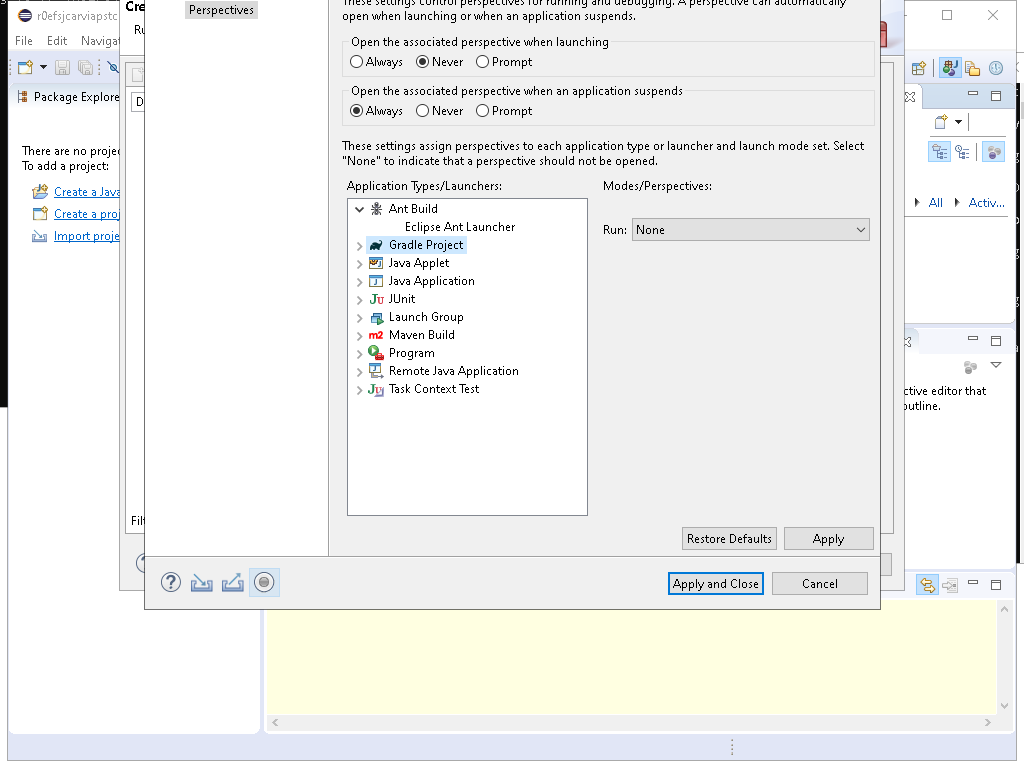 Perspectives
These settings control perspectives for running and debugging. A perspective can automatically
open when launching or when an application suspends.
Open the associated perspective when launching
Always Never Prompt
Open the associated perspective when an application suspends
Always Never Prompt
These settings assign perspectives to each application type or launcher and launch mode set. Select
"None" to indicate that a perspective should not be opened.
Application Types/Launchers:
Modes/Perspectives:
Ant Build
Eclipse Ant Launcher
Gradle Project
Java Applet
Java Application
JUnit
Launch Group
Maven Build
Program
Remote Java Application
Task Context Test
Run: None
Restore Defaults
Apply
Apply and Close
Cancel
r0efsjcarviapstc
File Edit Navigat
Package Explore
There are no projec
To add a project:
Create a Java
Create a proj
Import proje
Cre
Ru
D
Filt
All
Activ...
ctive editor that
outline.